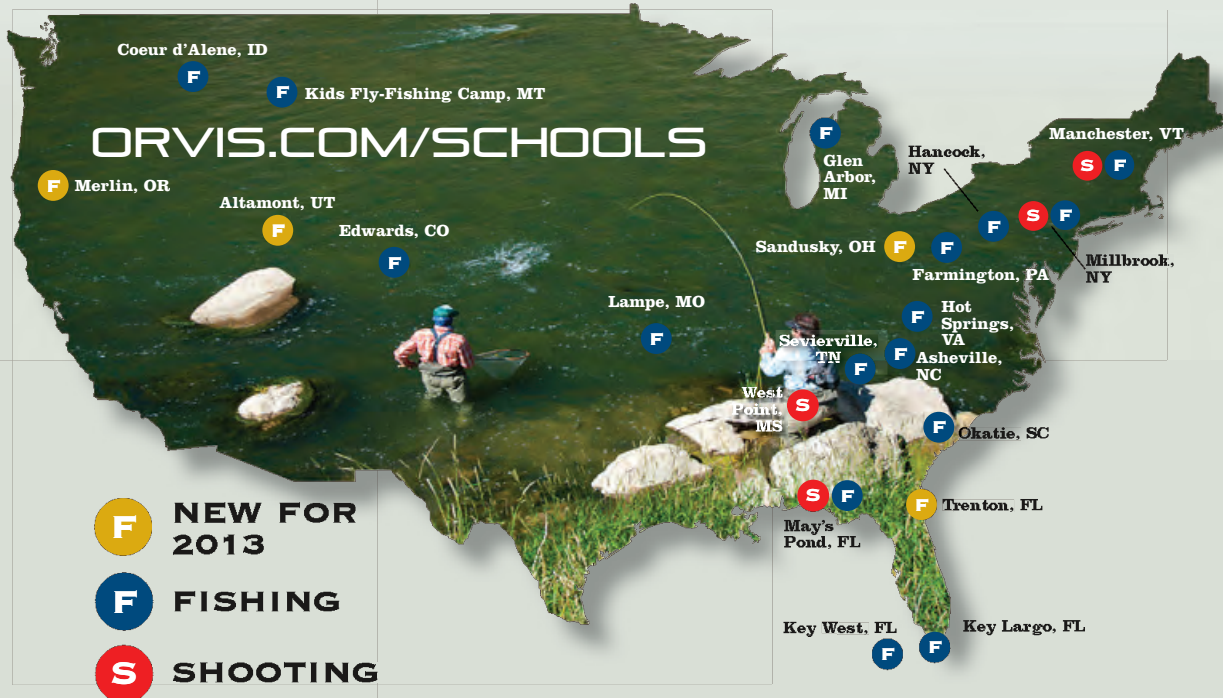 Coeur d'Alene, ID
F
F Kids Fly-Fishing Camp, MT
ORVIS.COM/SCHOOLS
F Merlin, OR
Altamont, UT
F
Edwards, CO
F
Lampe, MO
F
F
Glen
Arbor,
MI
Hancock,
NY
F
Manchester, VT
S F
S F
Millbrook,
NY
Sandusky, OH F
F
Farmington, PA
F Hot
Springs,
VA
F Asheville,
NC
Sevierville,
TN F
West
Point,
MS
S
F Okatie, SC
S F
May's
Pond, FL
F Trenton, FL
Key West, FL
F
Key Largo, FL
F
F NEW FOR
2013
F FISHING
S SHOOTING